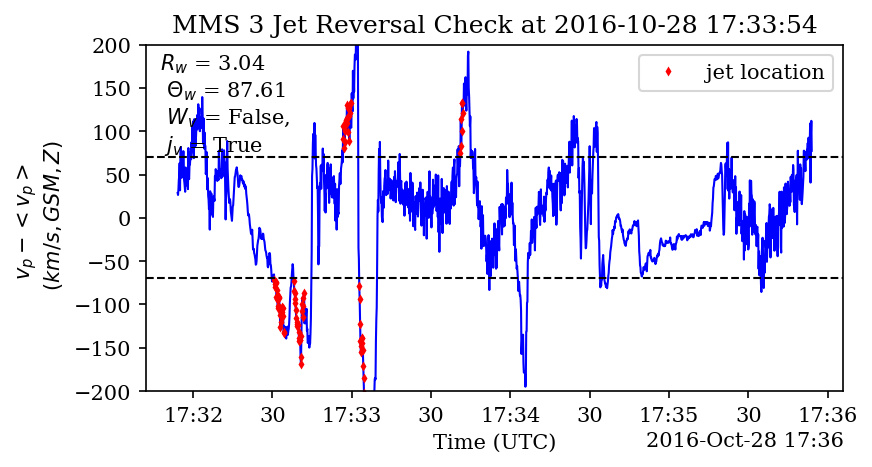 MMS 3 Jet Reversal Check at 2016-10-28 17:33:54
R_w = 3.04
Θ_w = 87.61
W_v = False,
j_v = True
jet location
v_p − < v_p >
(km/s, GSM, Z)
200
150
100
50
0
−50
−100
−150
−200
17:32 30 17:33 30 17:34 30 17:35 30 17:36
Time (UTC)
2016-Oct-28 17:36